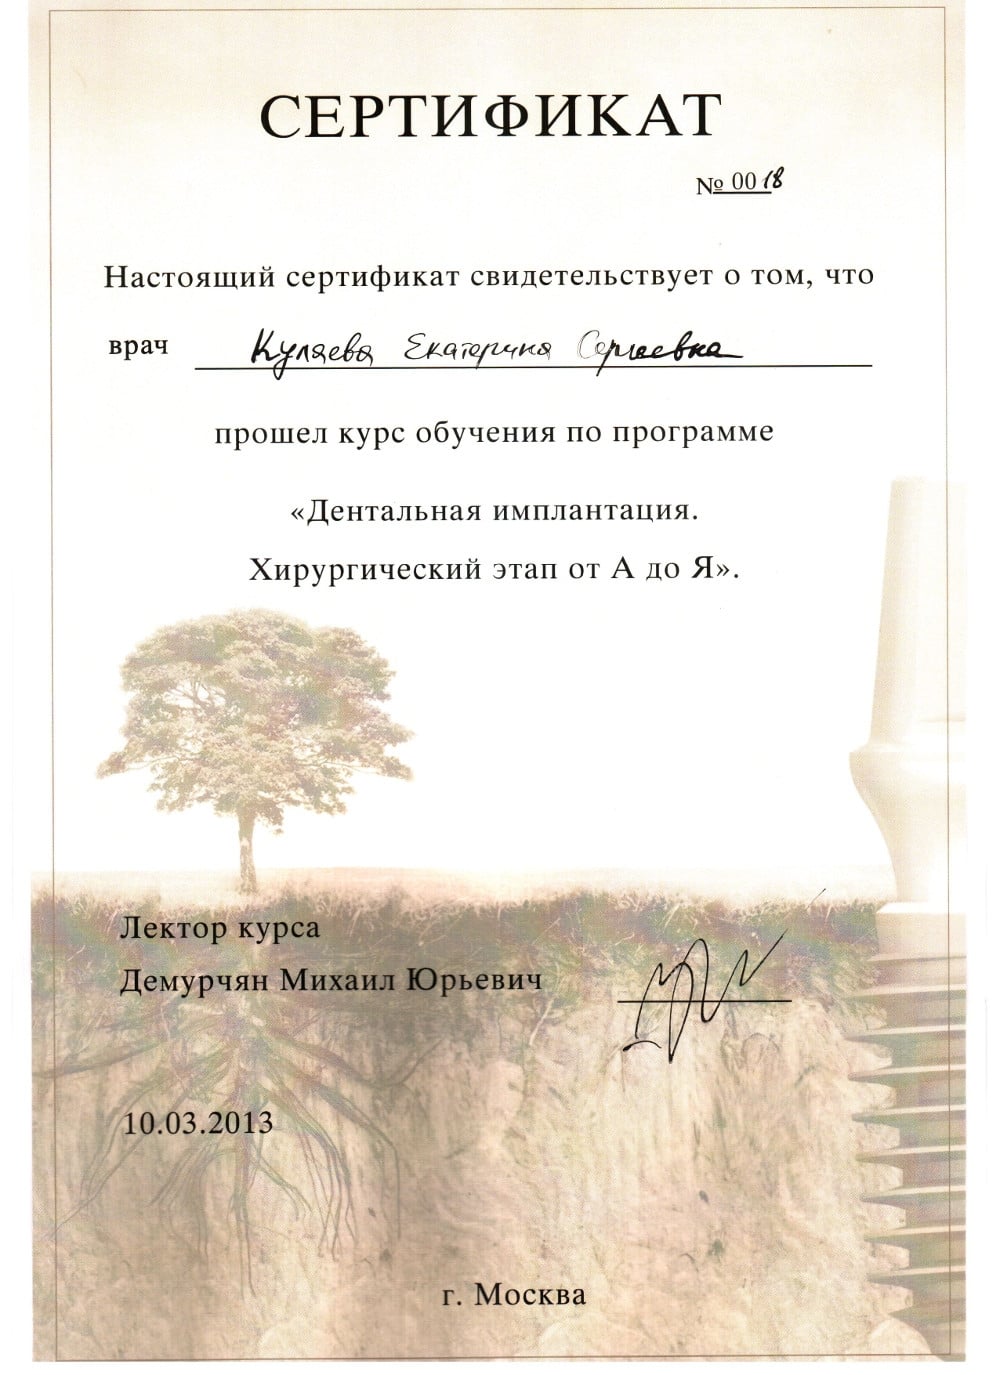 СЕРТИФИКАТ
№ 0018
Настоящий сертификат свидетельствует о том, что
врач Куляева Екатерина Сергеевна
прошел курс обучения по программе
«Дентальная имплантация.
Хирургический этап от А до Я».
Лектор курса
Демурчян Михаил Юрьевич
10.03.2013
г. Москва